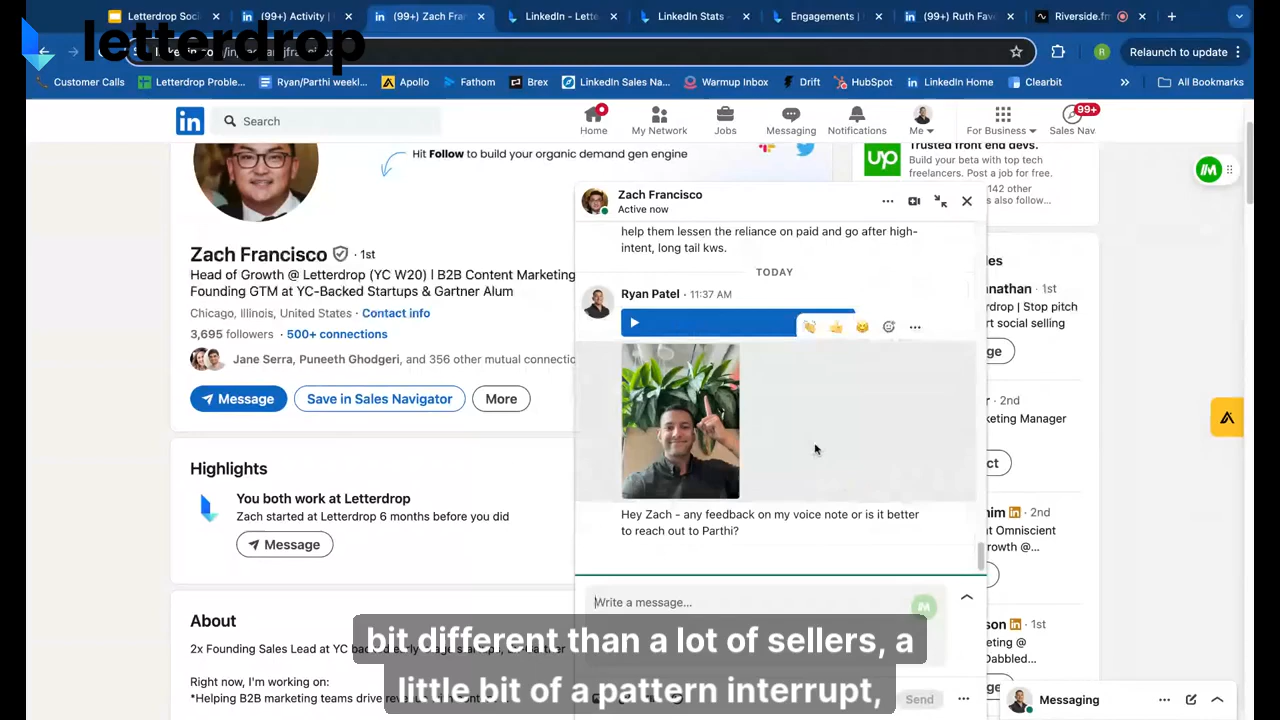 Letterdrop Soci
(99+) Activity |
(99+) Zach Fran
LinkedIn - Lette
LinkedIn Stats -
Engagements |
(99+) Ruth Fave
Riverside.fm
letterdrop
Relaunch to update
Customer Calls
Letterdrop Proble...
Ryan/Parthi weekl...
Apollo
Fathom
Brex
LinkedIn Sales Na...
Warmup Inbox
Drift
HubSpot
LinkedIn Home
Clearbit
All Bookmarks
Search
Home
My Network
Jobs
Messaging
Notifications
Me
For Business
99+
Sales Nav
Hit Follow to build your organic demand gen engine
Trusted front end devs.
Build your beta with top tech
freelancers. Post a job for free.
142 other
s also follow...
Zach Francisco
1st
Head of Growth @ Letterdrop (YC W20) | B2B Content Marketing
Founding GTM at YC-Backed Startups & Gartner Alum
Chicago, Illinois, United States · Contact info
3,695 followers · 500+ connections
Jane Serra, Puneeth Ghodgeri, and 356 other mutual connectio
Message
Save in Sales Navigator
More
Highlights
You both work at Letterdrop
Zach started at Letterdrop 6 months before you did
Message
About
2x Founding Sales Lead at YC
Right now, I'm working on:
*Helping B2B marketing teams drive
Zach Francisco
Active now
help them lessen the reliance on paid and go after high-
intent, long tail kws.
TODAY
Ryan Patel · 11:37 AM
Hey Zach - any feedback on my voice note or is it better
to reach out to Parthi?
Write a message...
Send
nathan · 1st
rdrop | Stop pitch
rt social selling
ge
2nd
rketing Manager
ct
him
2nd
t Omniscient
rowth @...
son
1st
eting @
Dabbled...
ge
Messaging
bit different than a lot of sellers, a
little bit of a pattern interrupt,